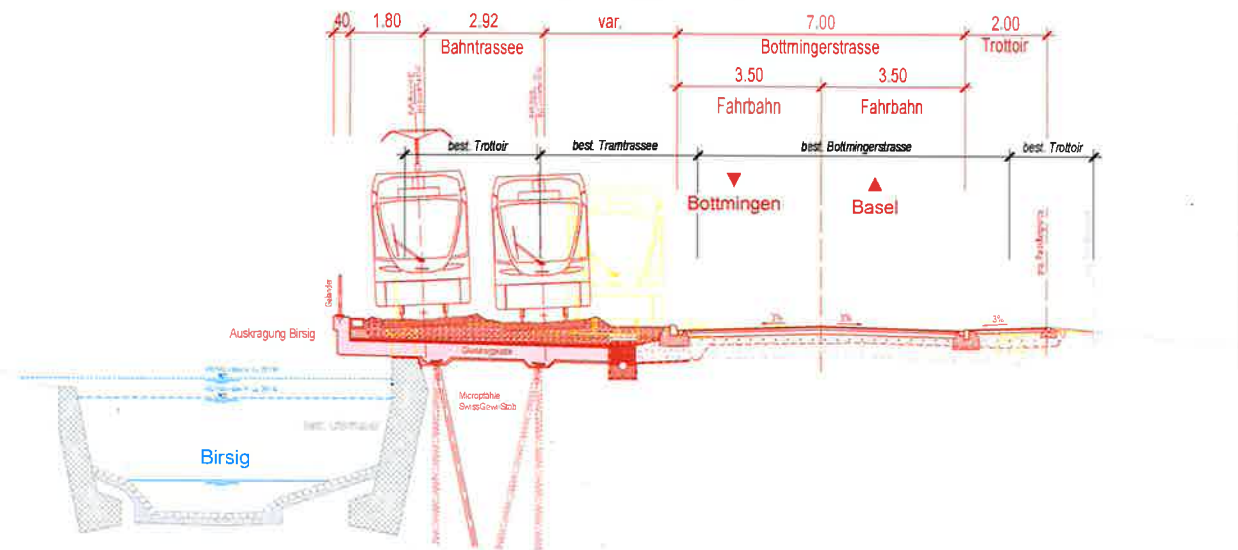 40
1.80
2.92
var.
7.00
2.00
Bahntrassee
Bottmingerstrasse
Trottoir
3.50
3.50
Fahrbahn
Fahrbahn
best. Trottoir
best. Tramtrassee
best. Bottmingerstrasse
best. Trottoir
Bottmingen
Basel
Geländer
Auskragung Birsig
3%
3%
3%
Micropfähle
Birsig